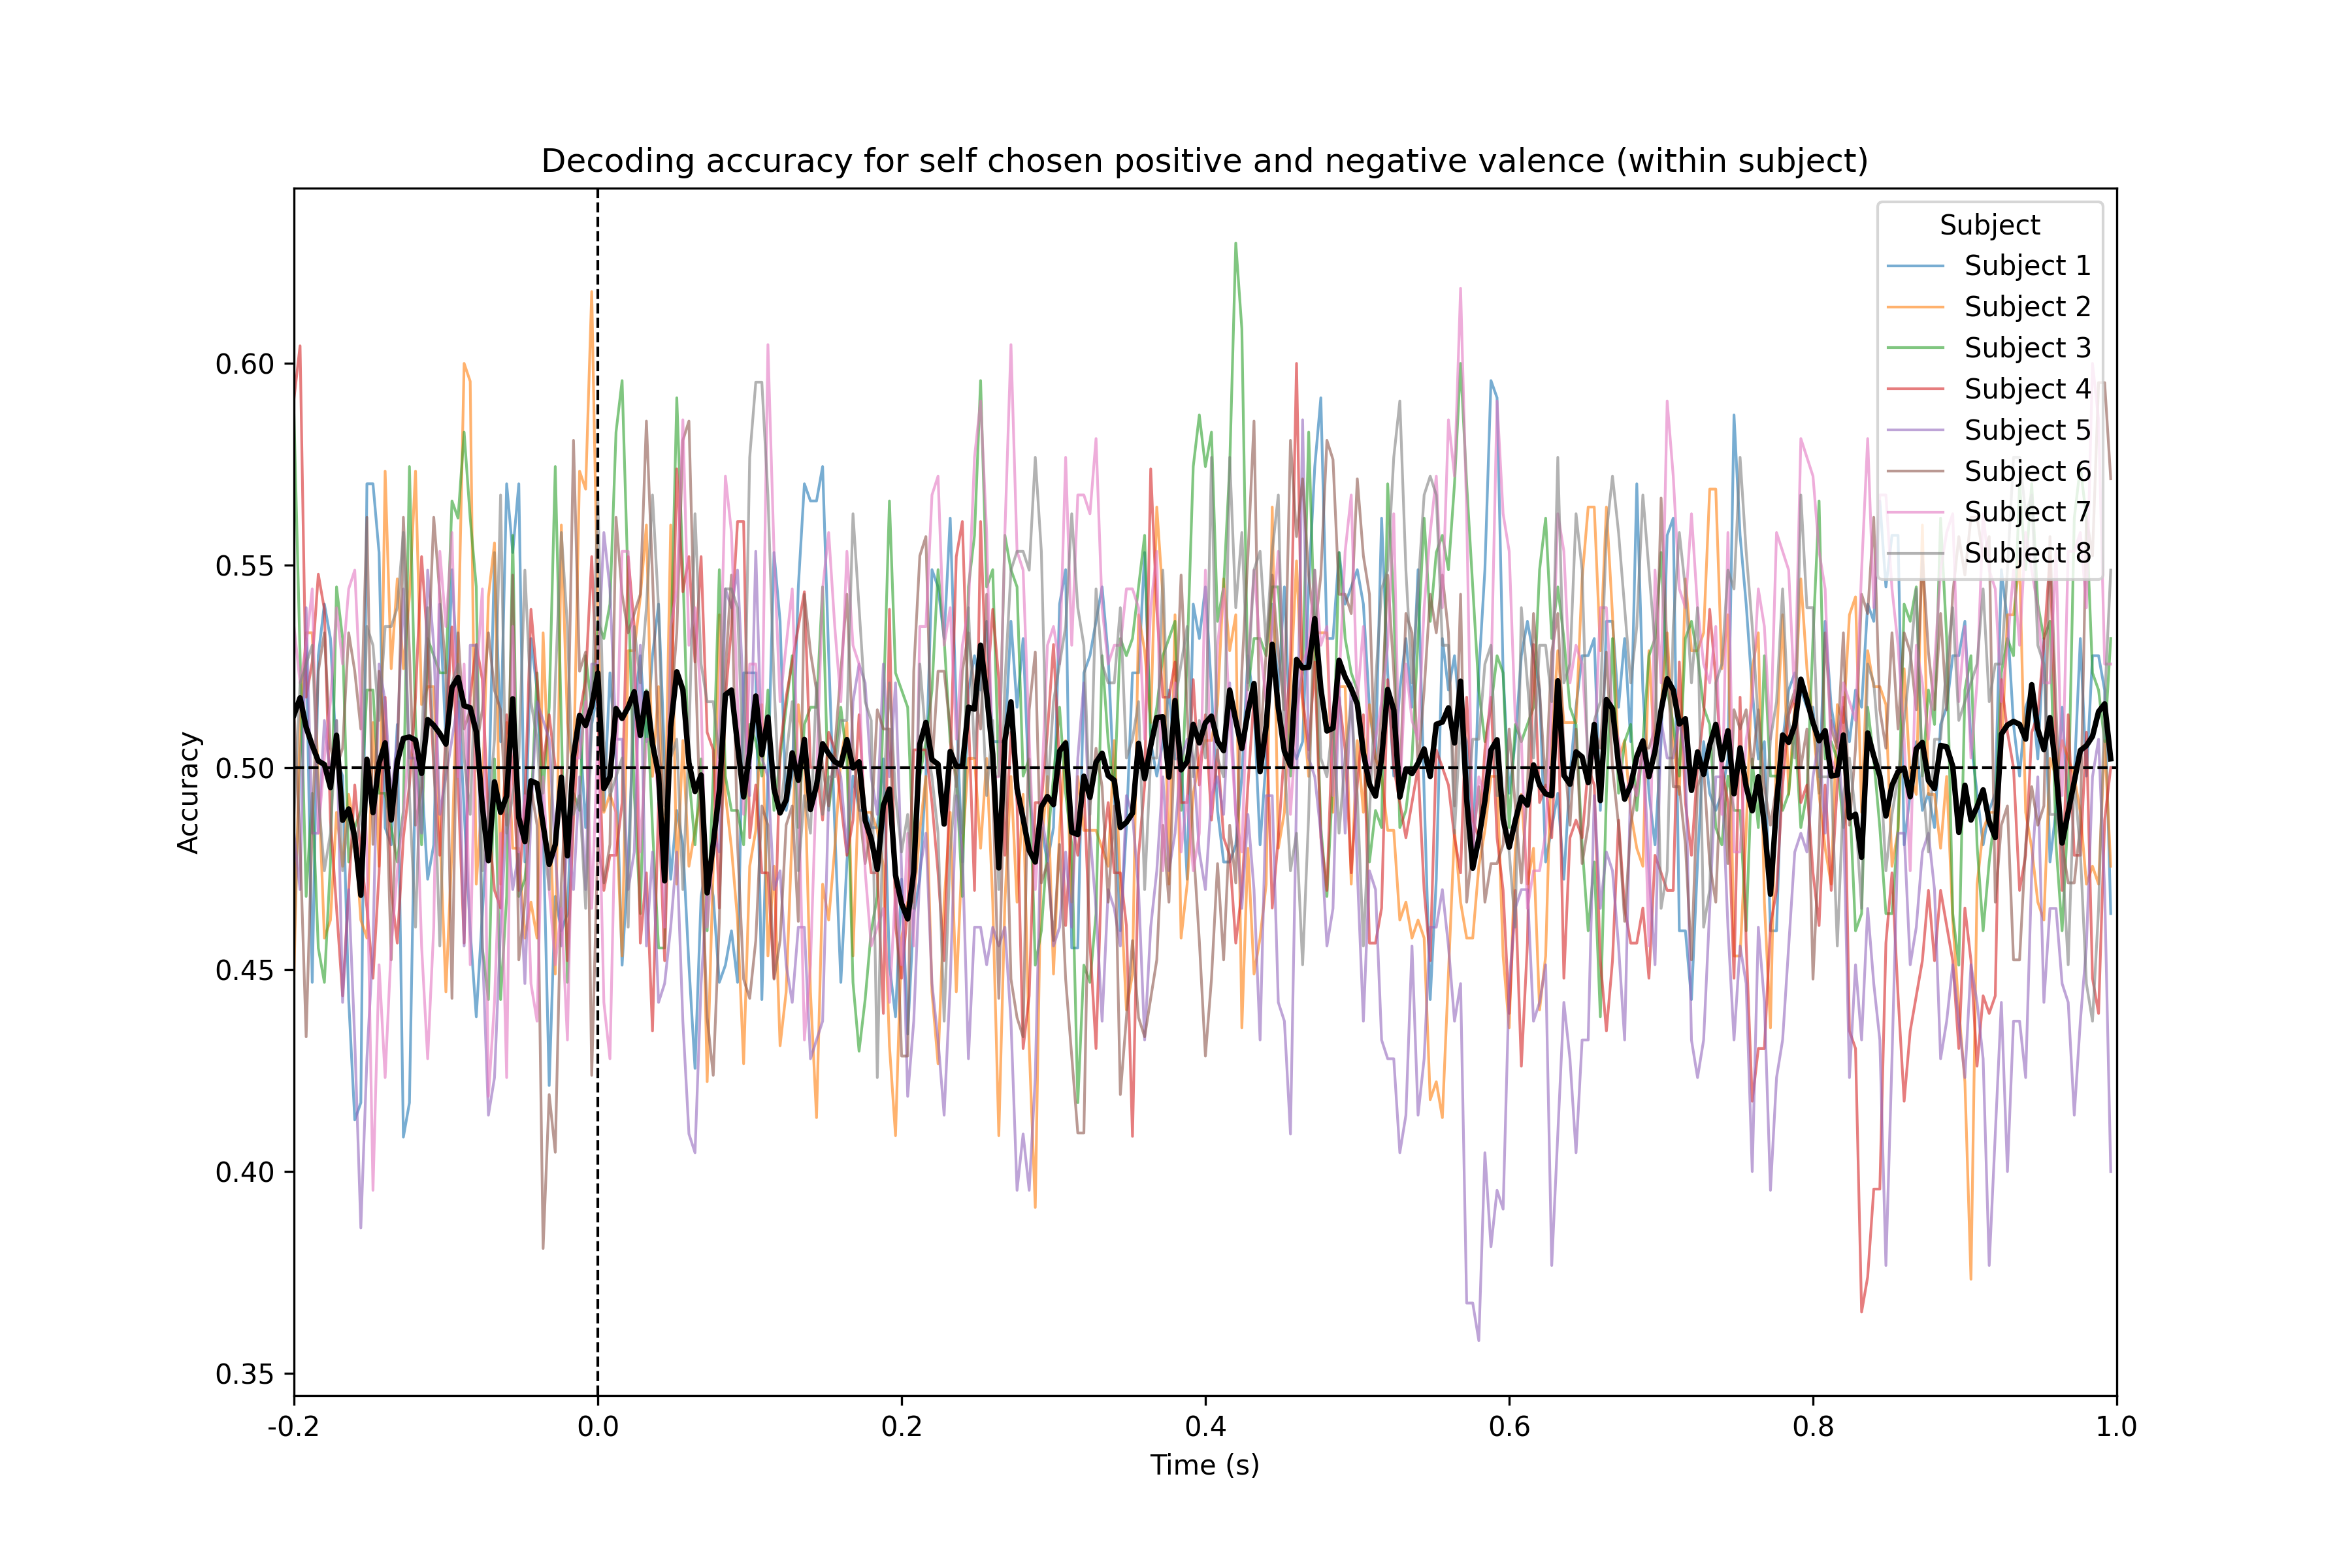 Decoding accuracy for self chosen positive and negative valence (within subject)
Subject
Subject 1
Subject 2
Subject 3
Subject 4
Subject 5
Subject 6
Subject 7
Subject 8
Accuracy
0.60
0.55
0.50
0.45
0.40
0.35
-0.2
0.0
0.2
0.4
0.6
0.8
1.0
Time (s)